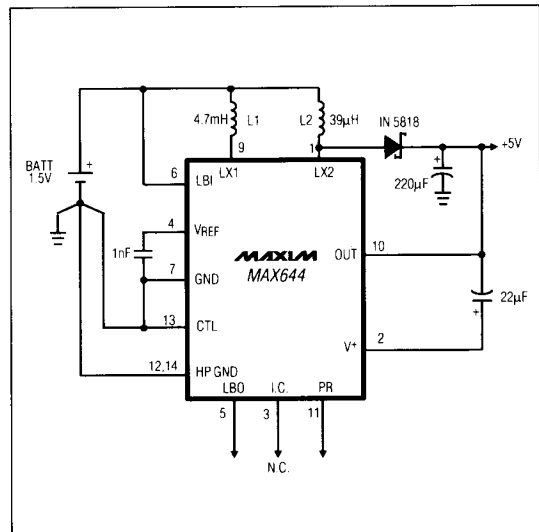 4.7mH L1 L2 39µH IN 5818
9 1 +5V
BATT 1.5V + 6 LBI LX1 LX2 + 220µF
4 VREF
1nF MAXIM OUT 10
7 GND MAX644
22µF
13 CTL +
V+ 2
12,14 HP GND
LBO I.C. PR
5 3 11
N.C.